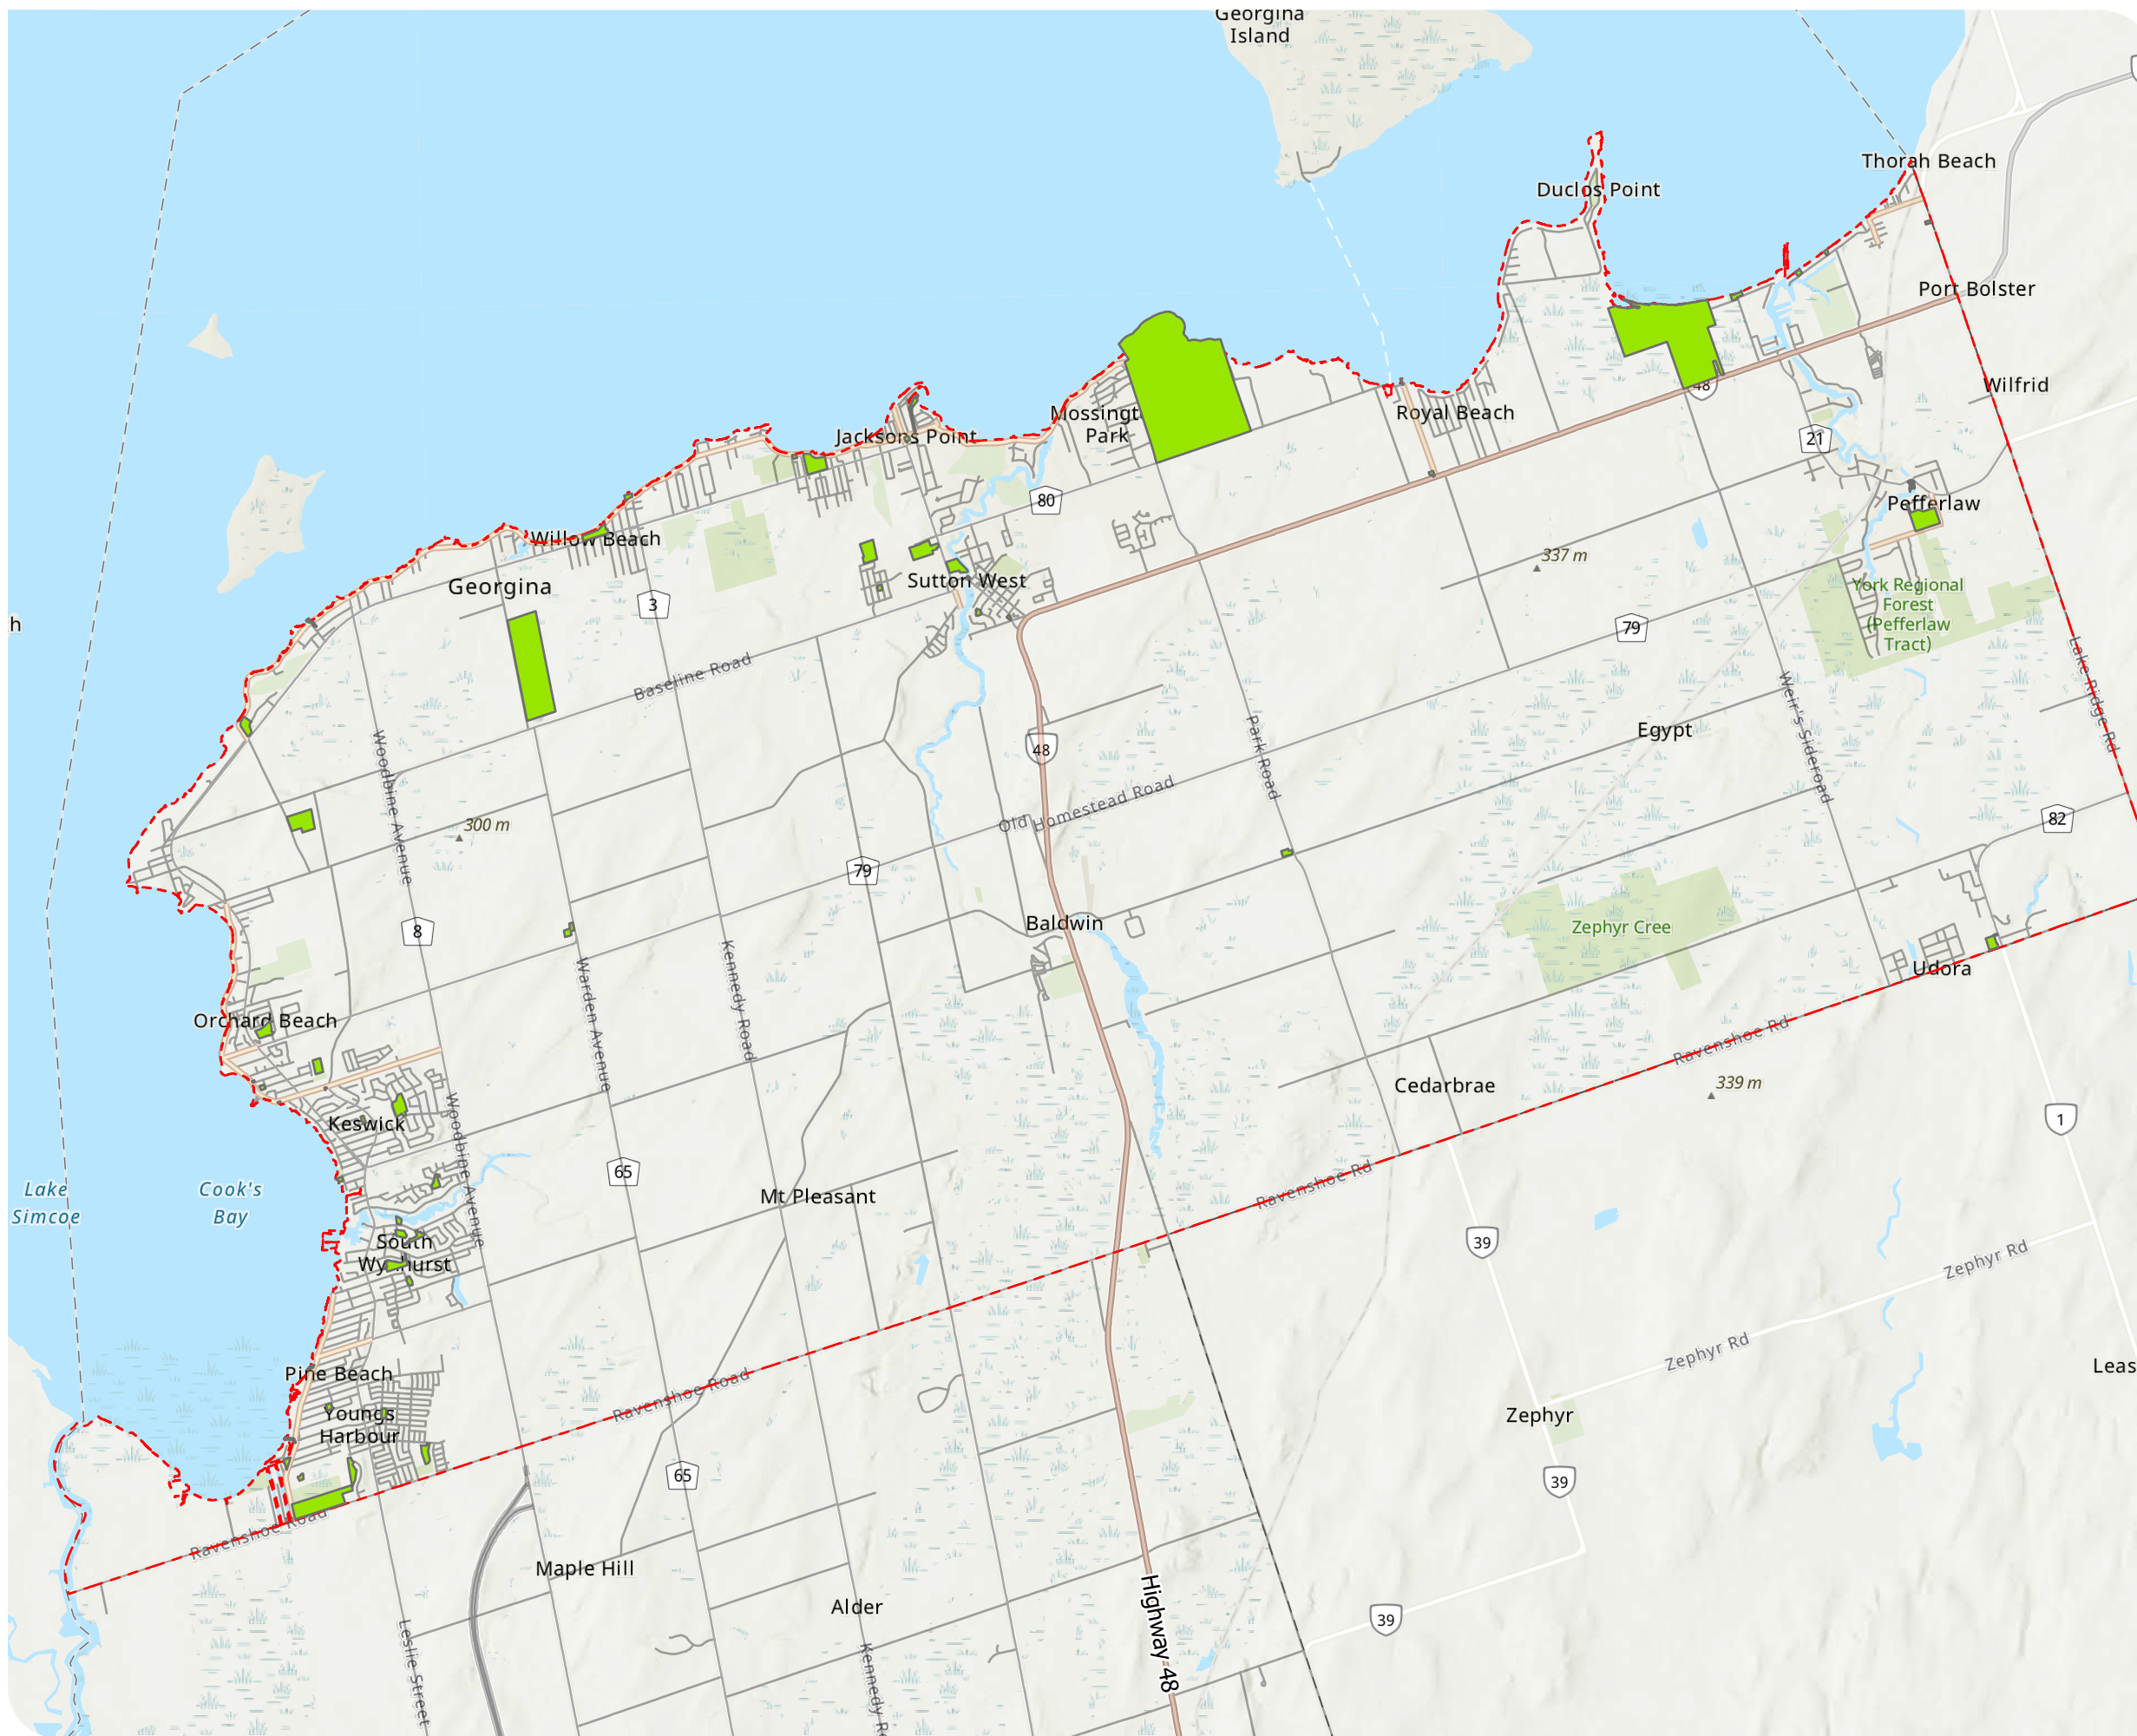 Georgina
Island
Thorah Beach
Duclos Point
Port Bolster
Wilfrid
Royal Beach
Mossingt
Park
Jacksons Point
48
21
80
Pefferlaw
Willow Beach
337 m
Sutton West
Georgina
3
h
York Regional
Forest
(Pefferlaw
Tract)
79
Baseline Road
Lake Ridge Rd
Weir's Sideroad
Park Road
Egypt
48
Woodbine Avenue
Old Homestead Road
300 m
82
79
Baldwin
Zephyr Cree
8
Warden Avenue
Kennedy Road
Udora
Orchard Beach
Ravenshoe Rd
Cedarbrae
339 m
1
Keswick
Woodbine Avenue
65
Ravenshoe Rd
Mt Pleasant
Lake
Simcoe
Cook's
Bay
39
South
Zephyr Rd
Zephyr Rd
Pine Beach
Leas
Ravenshoe Road
Youngs
Harbour
Zephyr
65
39
Ravenshoe Road
Maple Hill
Alder
39
Highway 48
Leslie Street